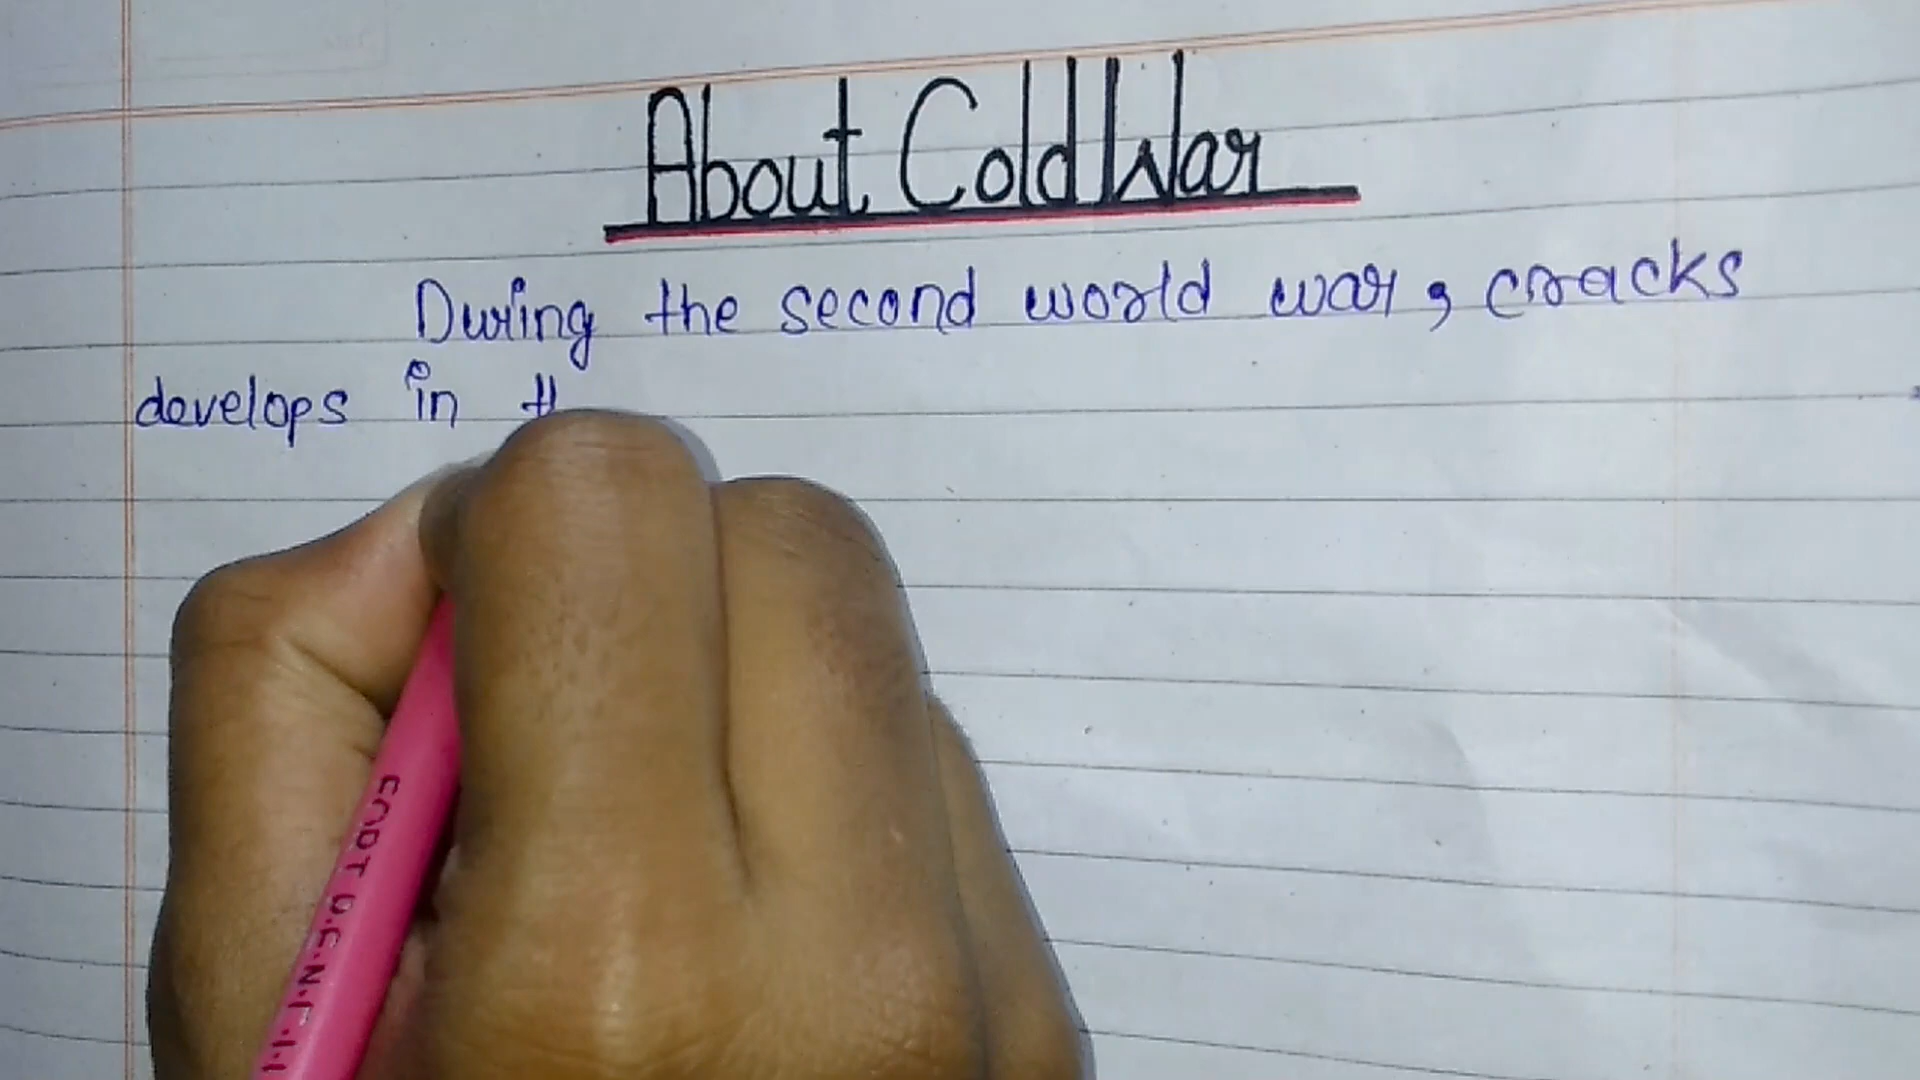 About Cold War
During the second world war, cracks
develops in